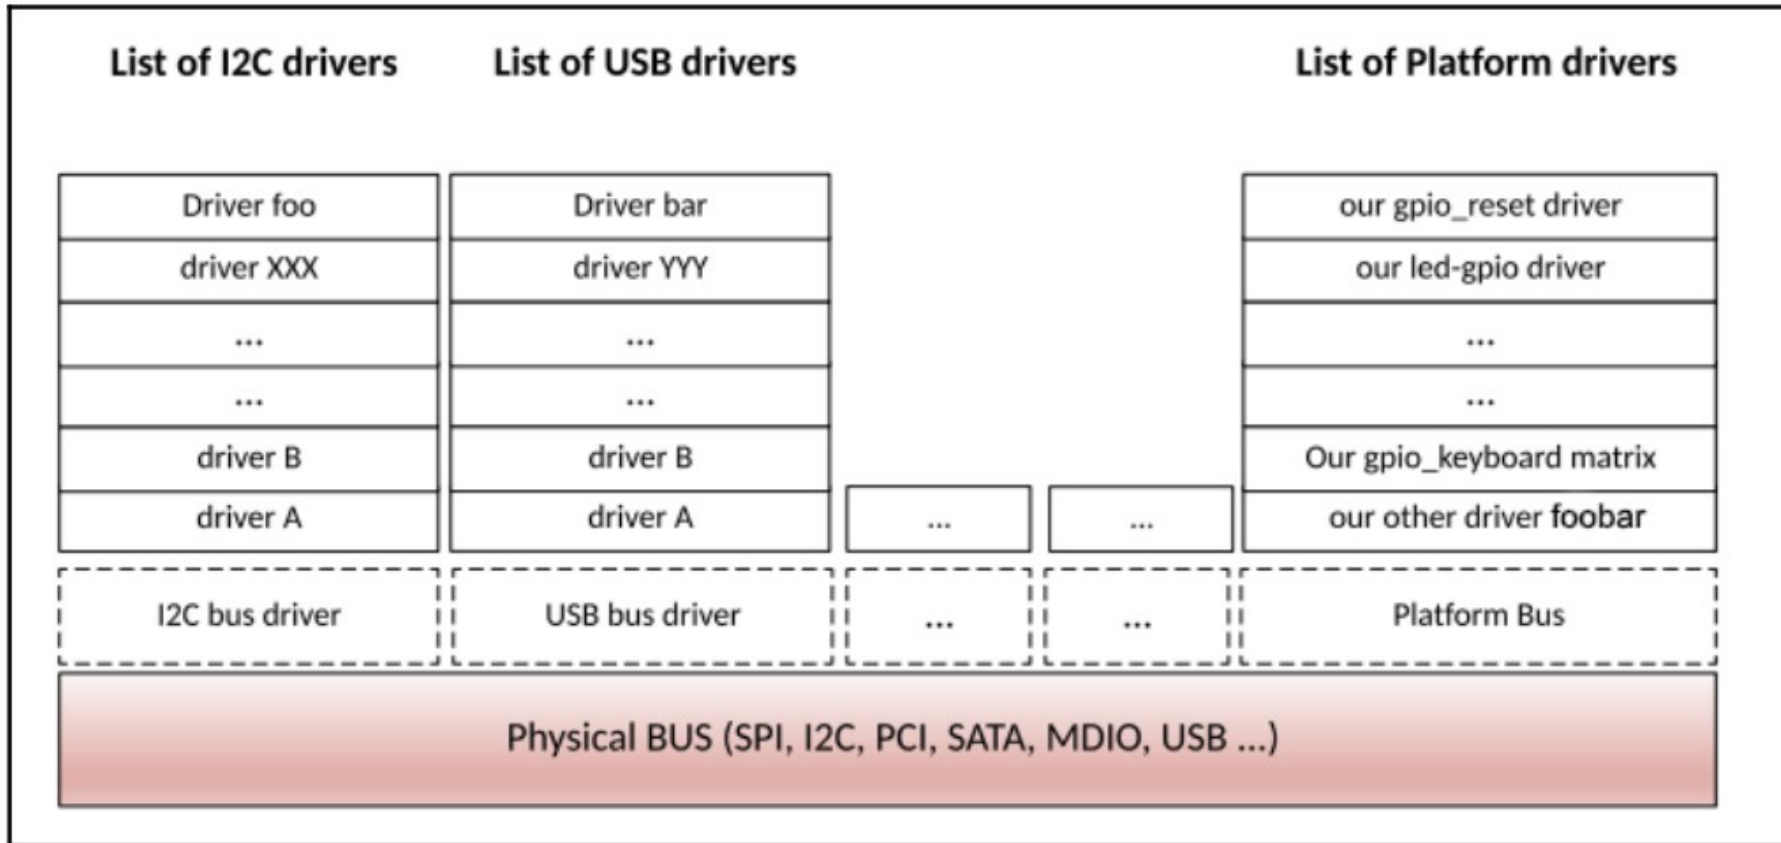 List of I2C drivers
List of USB drivers
List of Platform drivers
Driver foo
driver XXX
...
...
driver B
driver A
Driver bar
driver YYY
...
...
driver B
driver A
...
...
our gpio_reset driver
our led-gpio driver
...
...
Our gpio_keyboard matrix
our other driver foobar
I2C bus driver
USB bus driver
...
...
Platform Bus
Physical BUS (SPI, I2C, PCI, SATA, MDIO, USB ...)